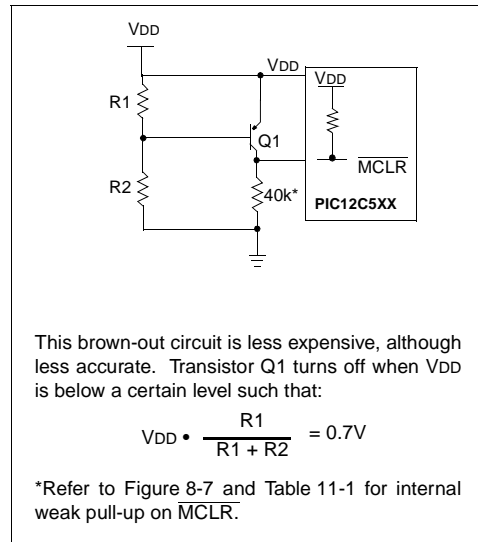 VDD
VDD
VDD
R1
Q1
MCLR
R2
40k*
PIC12C5XX
This brown-out circuit is less expensive, although
less accurate. Transistor Q1 turns off when VDD
is below a certain level such that:
VDD • R1 / R1 + R2 = 0.7V
*Refer to Figure 8-7 and Table 11-1 for internal
weak pull-up on MCLR.